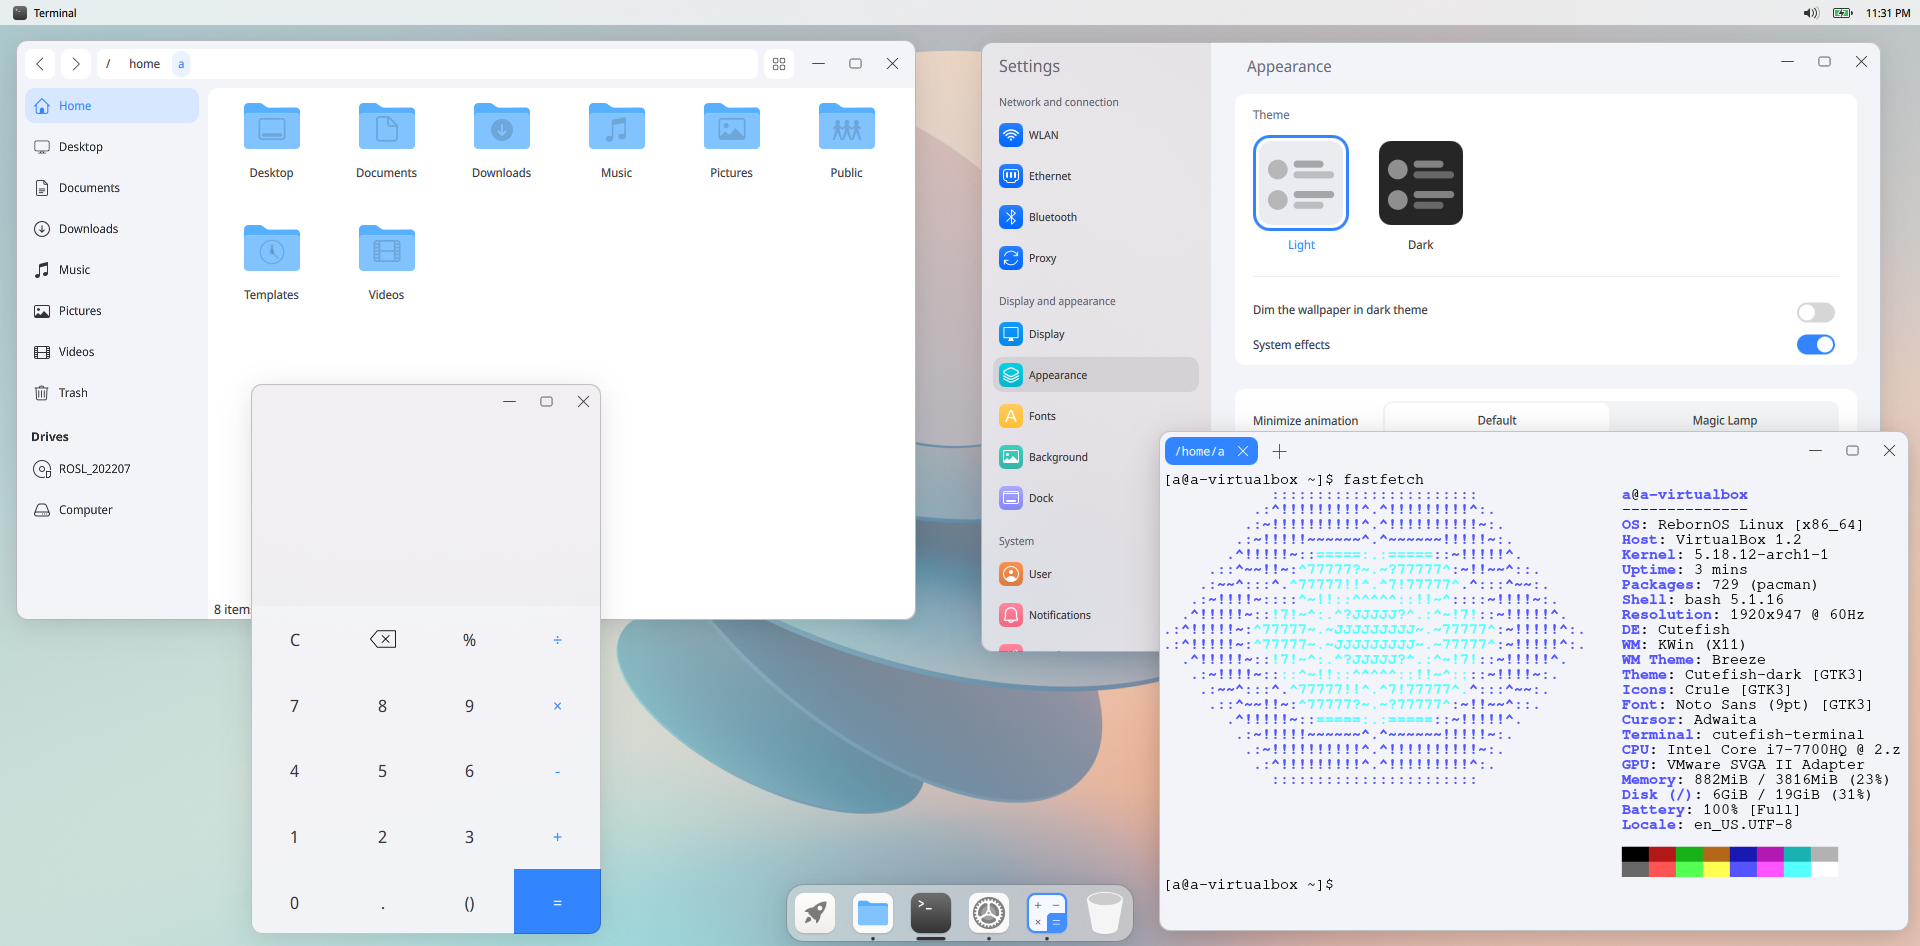 Terminal
11:31 PM
/ home a
Home
Desktop
Documents
Downloads
Music
Pictures
Videos
Trash
Drives
ROSL_202207
Computer
Desktop
Documents
Downloads
Music
Pictures
Public
Templates
Videos
8 item
C % ÷
7 8 9 ×
4 5 6 -
1 2 3 +
0 . () =
Settings
Network and connection
WLAN
Ethernet
Bluetooth
Proxy
Display and appearance
Display
Appearance
Fonts
Background
Dock
System
User
Notifications
Appearance
Theme
Light
Dark
Dim the wallpaper in dark theme
System effects
Minimize animation Default Magic Lamp
/home/a
[a@a-virtualbox ~]$ fastfetch
a@a-virtualbox
--------------
OS: RebornOS Linux [x86_64]
Host: VirtualBox 1.2
Kernel: 5.18.12-arch1-1
Uptime: 3 mins
Packages: 729 (pacman)
Shell: bash 5.1.16
Resolution: 1920x947 @ 60Hz
DE: Cutefish
WM: KWin (X11)
WM Theme: Breeze
Theme: Cutefish-dark [GTK3]
Icons: Crule [GTK3]
Font: Noto Sans (9pt) [GTK3]
Cursor: Adwaita
Terminal: cutefish-terminal
CPU: Intel Core i7-7700HQ @ 2.z
GPU: VMware SVGA II Adapter
Memory: 882MiB / 3816MiB (23%)
Disk (/): 6GiB / 19GiB (31%)
Battery: 100% [Full]
Locale: en_US.UTF-8
[a@a-virtualbox ~]$